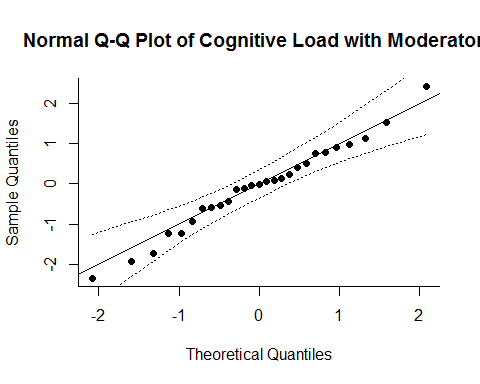 Normal Q-Q Plot of Cognitive Load with Moderator
Sample Quantiles
2
1
0
-1
-2
-2 -1 0 1 2
Theoretical Quantiles